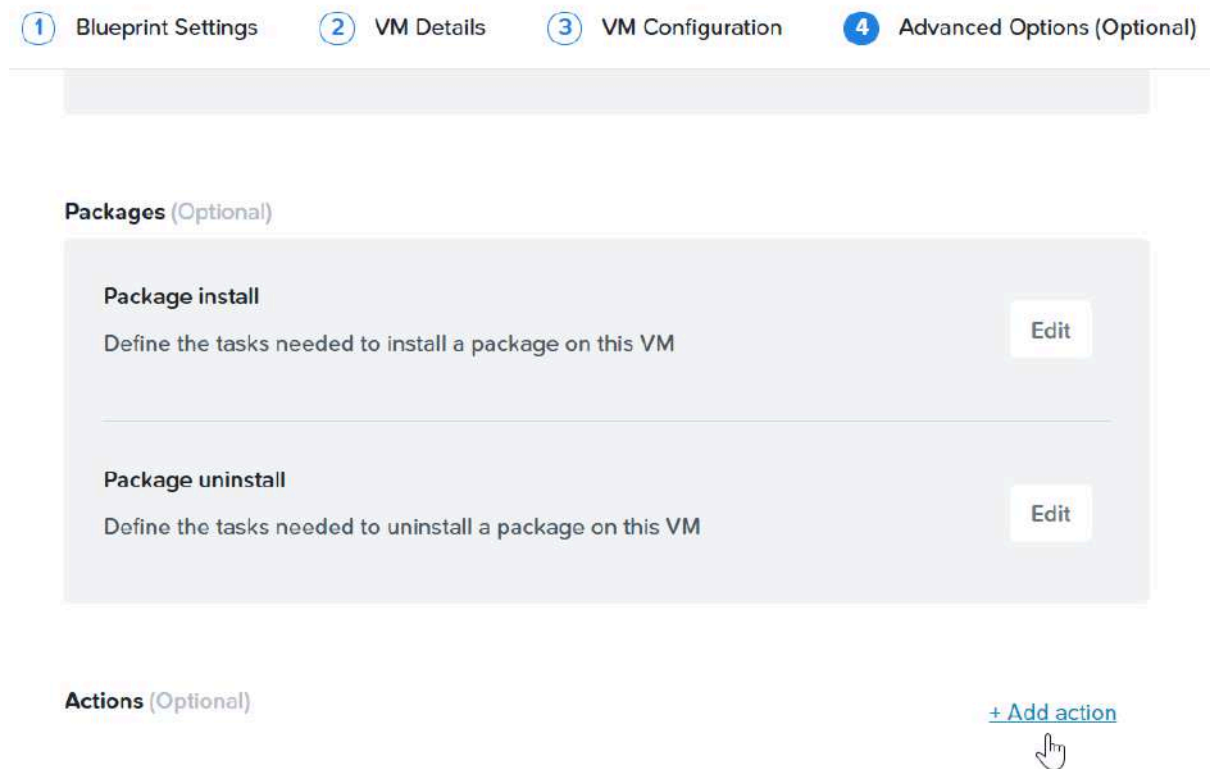 1 Blueprint Settings 2 VM Details 3 VM Configuration 4 Advanced Options (Optional)
Packages (Optional)
Package install
Define the tasks needed to install a package on this VM
Edit
Package uninstall
Define the tasks needed to uninstall a package on this VM
Edit
Actions (Optional)
+ Add action